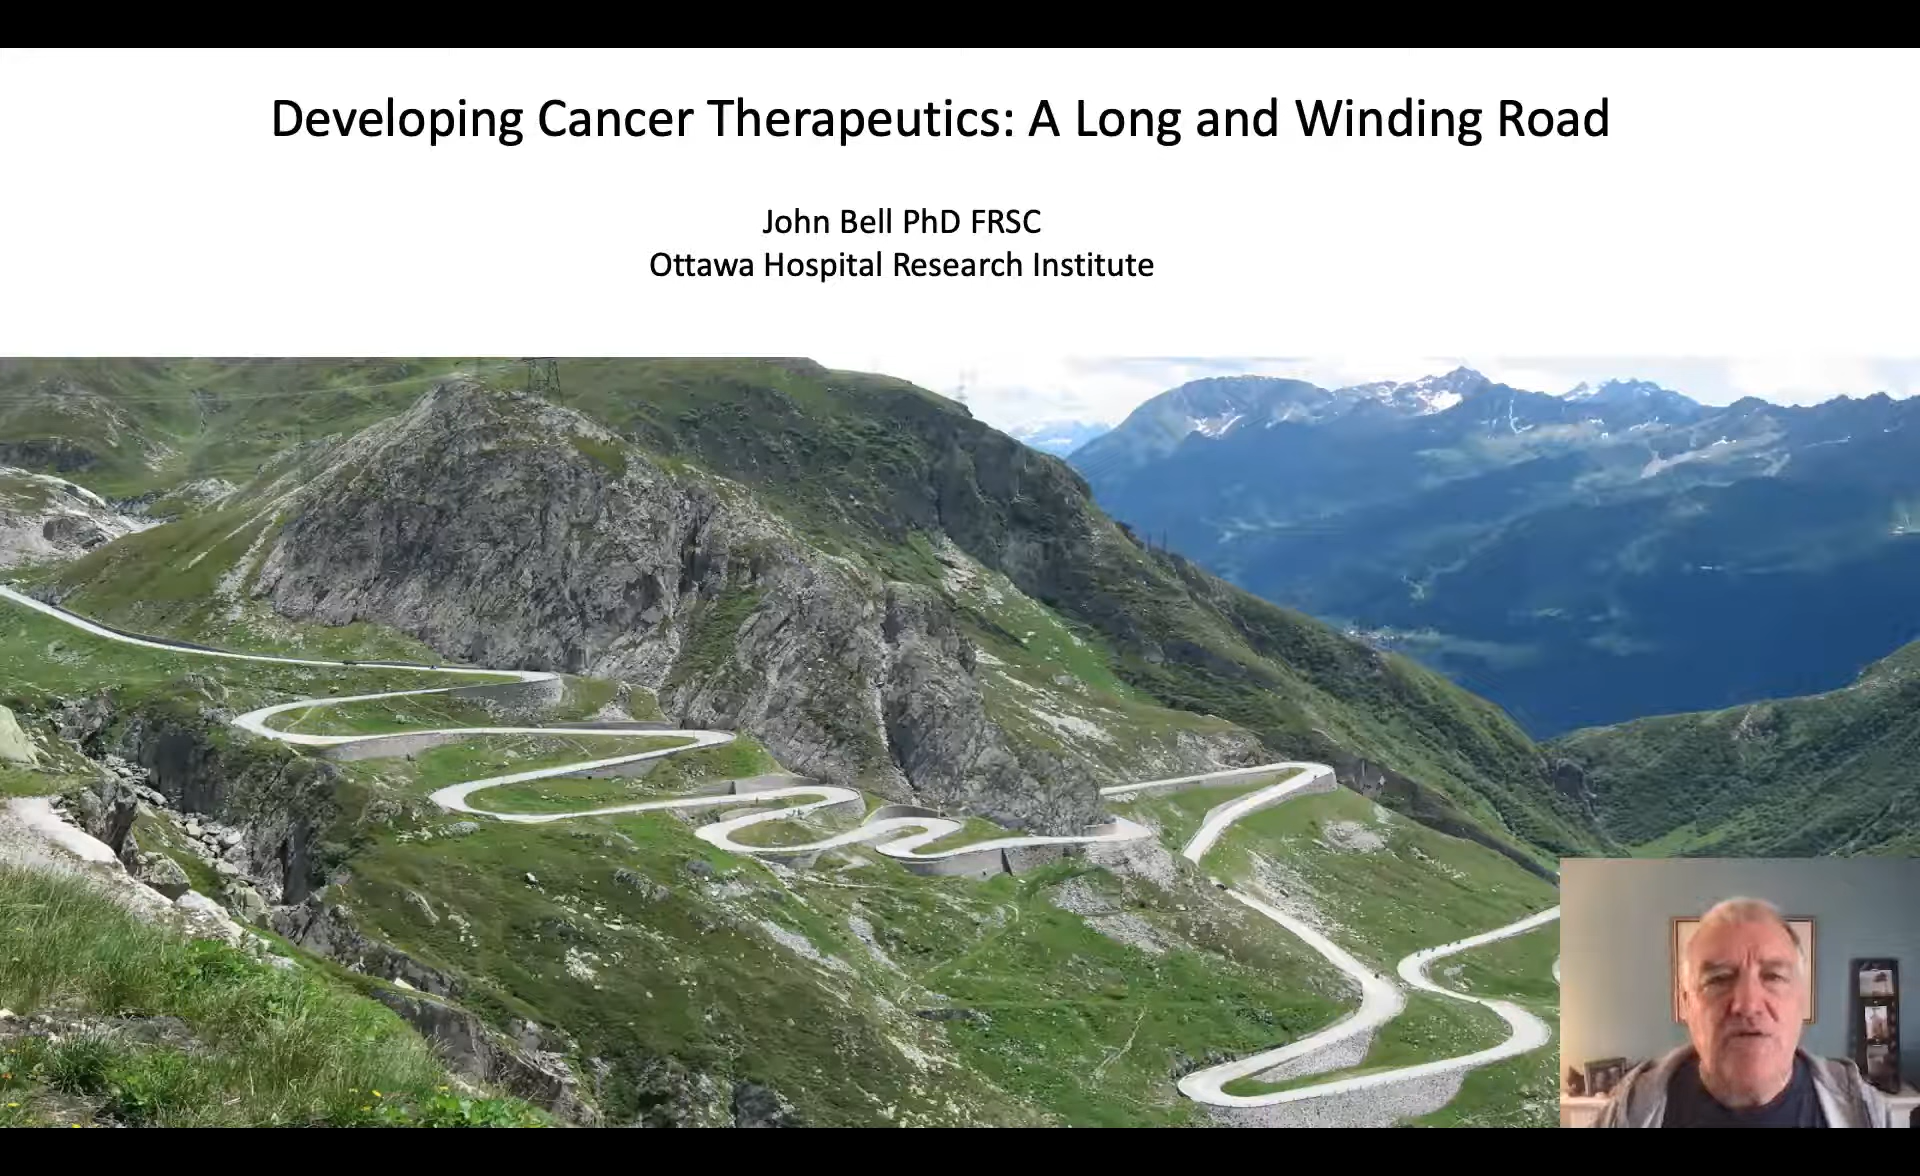 Developing Cancer Therapeutics: A Long and Winding Road
John Bell PhD FRSC
Ottawa Hospital Research Institute